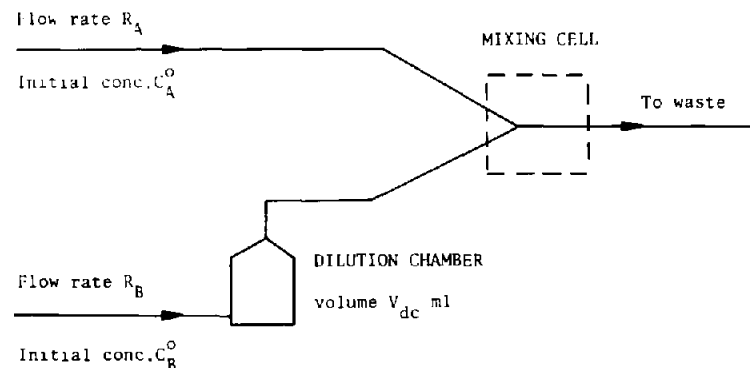 Flow rate R_A
MIXING CELL
Initial conc.C_A^o
To waste
DILUTION CHAMBER
Flow rate R_B
volume V_dc ml
Initial conc.C_B^o